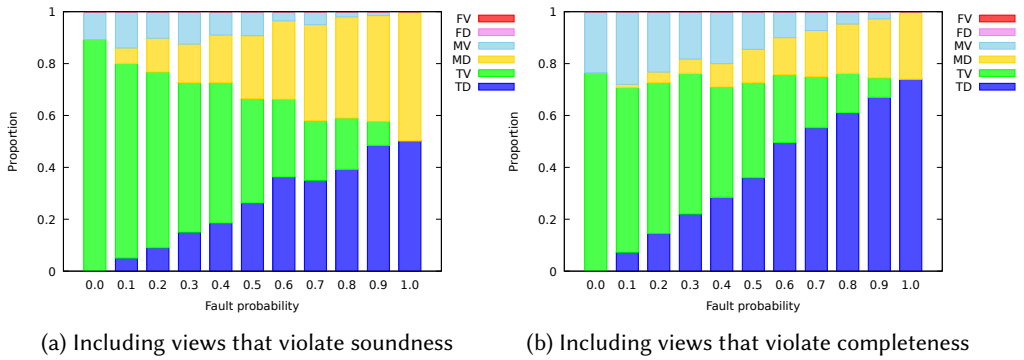 1
0.8
0.6
0.4
0.2
0
Proportion
0.0 0.1 0.2 0.3 0.4 0.5 0.6 0.7 0.8 0.9 1.0
Fault probability
FV
FD
MV
MD
TV
TD
(a) Including views that violate soundness
1
0.8
0.6
0.4
0.2
0
Proportion
0.0 0.1 0.2 0.3 0.4 0.5 0.6 0.7 0.8 0.9 1.0
Fault probability
FV
FD
MV
MD
TV
TD
(b) Including views that violate completeness